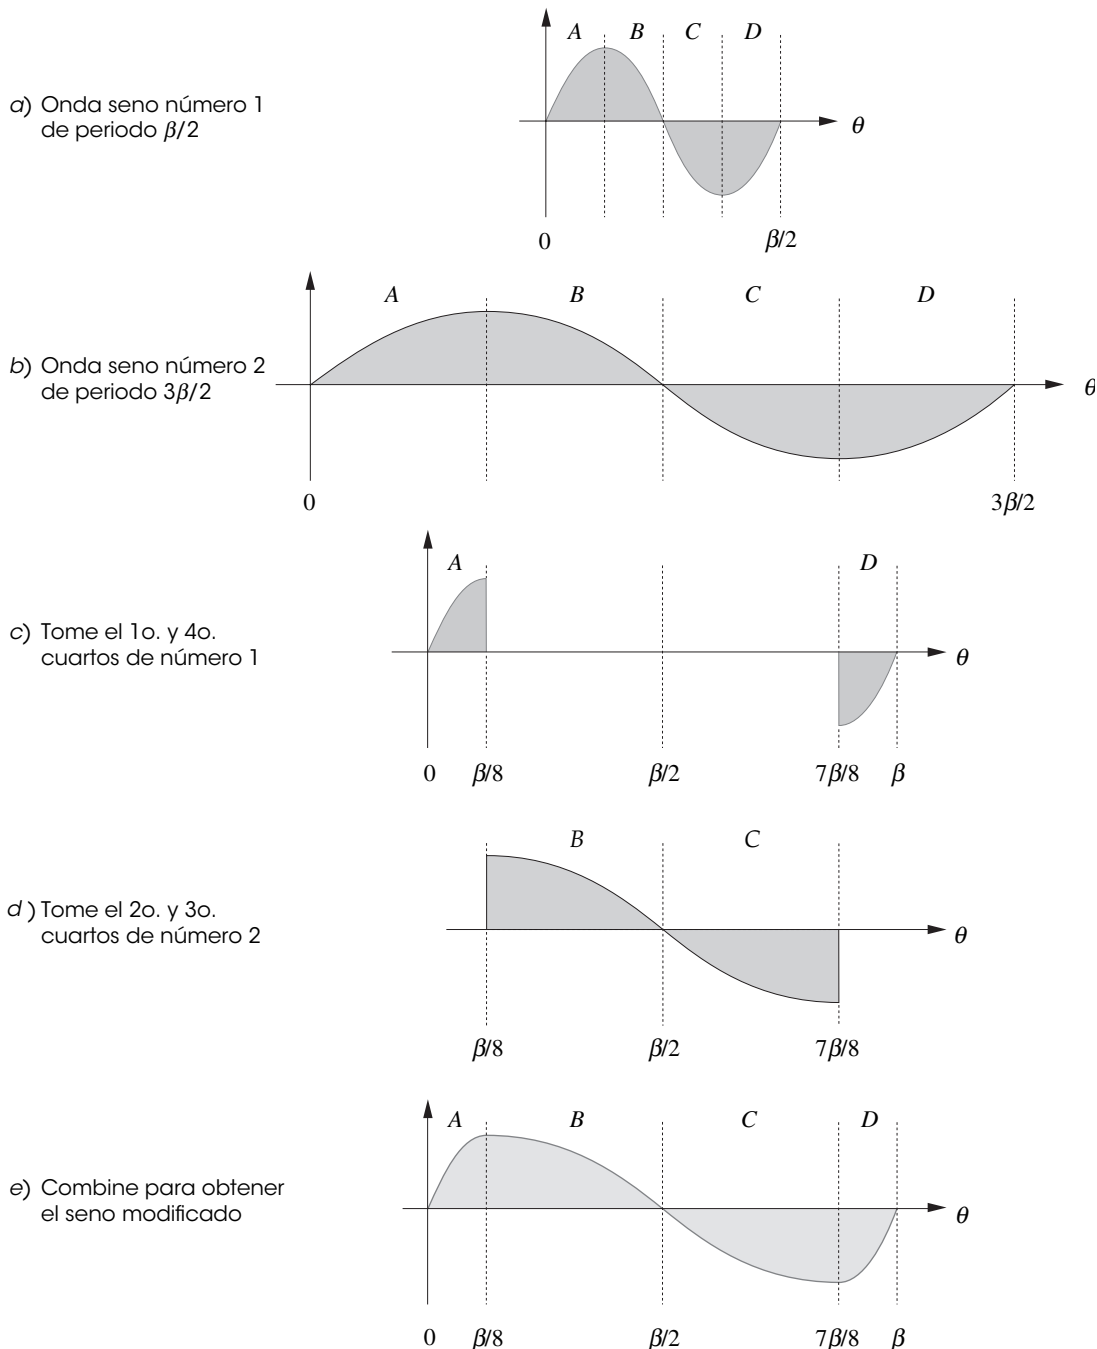 A B C D
a) Onda seno número 1
de periodo β/2
θ
0 β/2
A B C D
b) Onda seno número 2
de periodo 3β/2
θ
0 3β/2
A D
c) Tome el 1o. y 4o.
cuartos de número 1
θ
0 β/8 β/2 7β/8 β
B C
d) Tome el 2o. y 3o.
cuartos de número 2
θ
β/8 β/2 7β/8
A B C D
e) Combine para obtener
el seno modificado
θ
0 β/8 β/2 7β/8 β